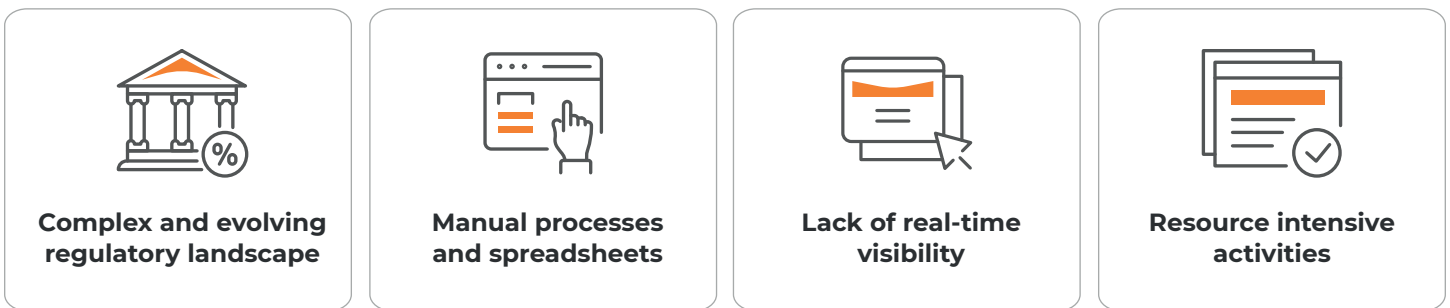 %
Complex and evolving
regulatory landscape
Manual processes
and spreadsheets
Lack of real-time
visibility
Resource intensive
activities